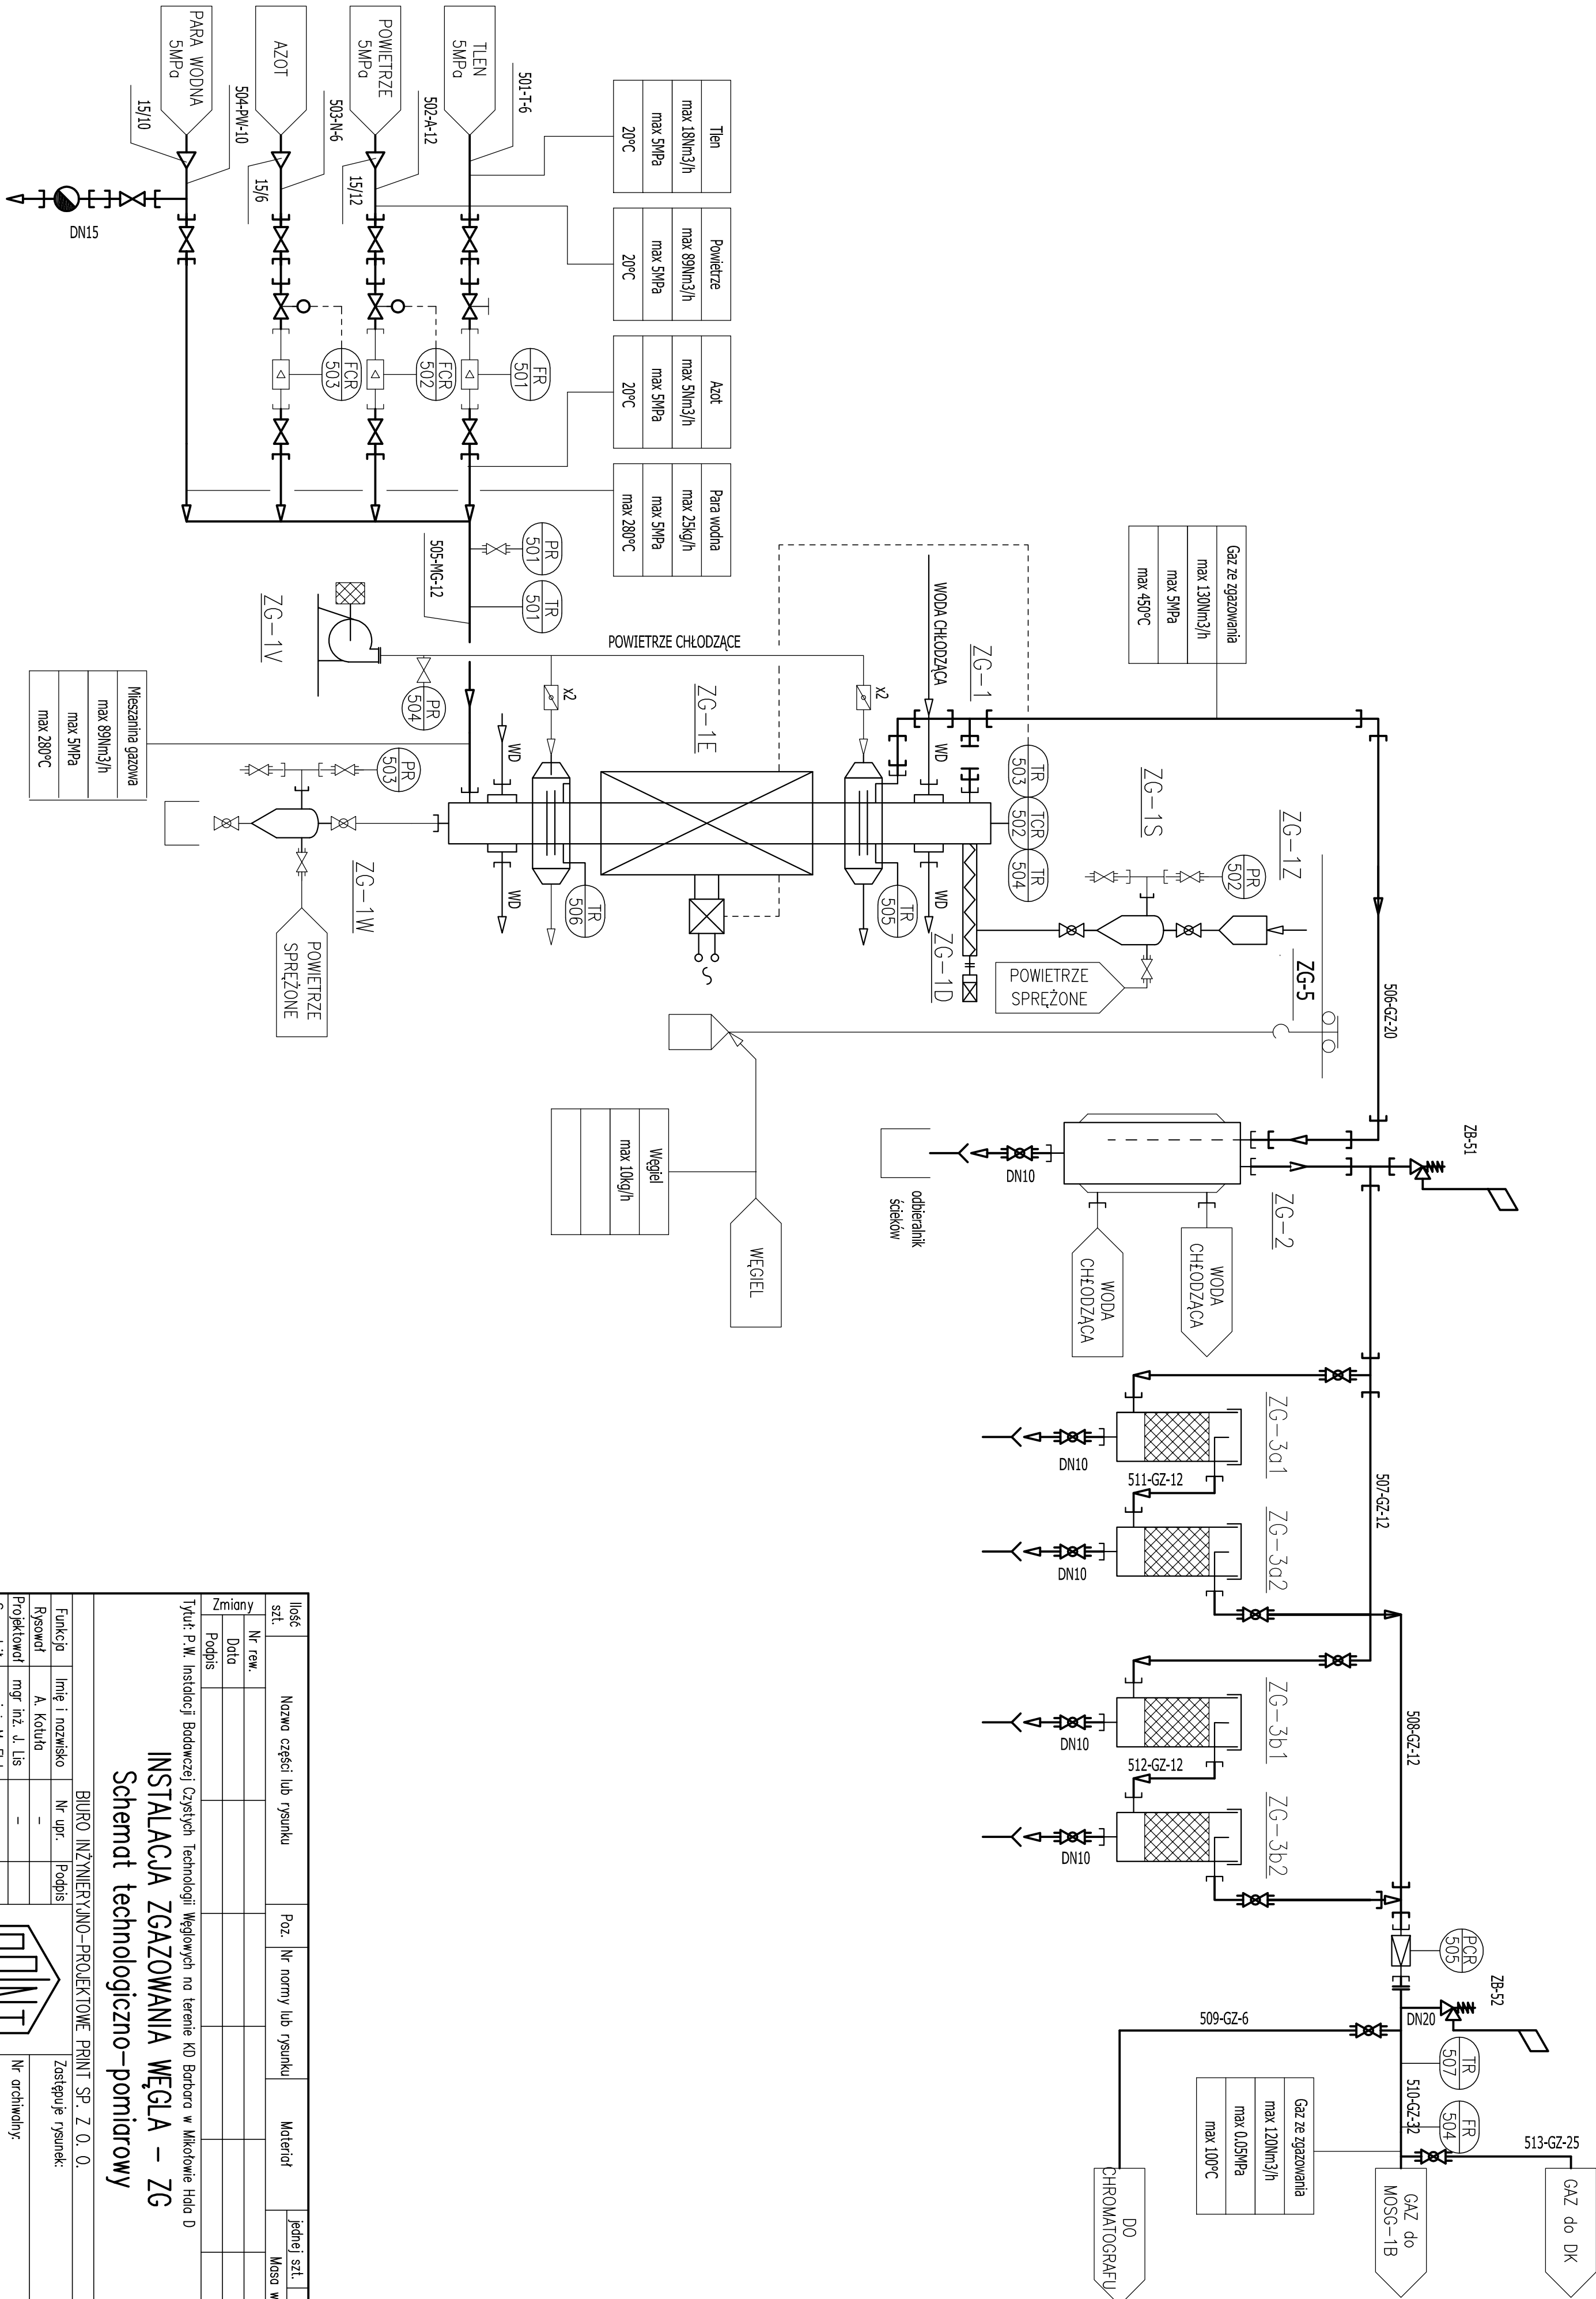 Tlen
max 18Nm3/h
max 5MPa
20°C
Powietrze
max 89Nm3/h
max 5MPa
20°C
Azot
max 5Nm3/h
max 5MPa
20°C
Para wodna
max 25kg/h
max 5MPa
max 280°C
TLEN
5MPa
501-T-6
POWIETRZE
5MPa
502-A-12
15/12
AZOT
503-N-6
15/6
PARA WODNA
5MPa
504-PW-10
15/10
DN15
FR
501
FCR
502
FCR
503
PR
501
TR
501
505-MG-12
ZG-1V
POWIETRZE CHŁODZĄCE
PR
504
x2
x2
Mieszanina gazowa
max 89Nm3/h
max 5MPa
max 280°C
Gaz ze zgazowania
max 130Nm3/h
max 5MPa
max 450°C
WODA CHŁODZĄCA
ZG-1
ZG-1E
WD
WD
WD
WD
TR
503
TCR
502
TR
504
TR
505
TR
506
PR
503
ZG-1W
POWIETRZE
SPRĘŻONE
ZG-1S
ZG-1Z
PR
502
ZG-1D
POWIETRZE
SPRĘŻONE
ZG-5
506-GZ-20
Węgiel
max 10kg/h
WĘGIEL
ZB-51
ZG-2
DN10
odbieralnik
ścieków
WODA
CHŁODZĄCA
WODA
CHŁODZĄCA
507-GZ-12
ZG-3a1
DN10
511-GZ-12
ZG-3a2
DN10
508-GZ-12
ZG-3b1
DN10
512-GZ-12
ZG-3b2
DN10
PCR
505
ZB-52
DN20
509-GZ-6
TR
507
510-GZ-32
FR
504
513-GZ-25
Gaz ze zgazowania
max 120Nm3/h
max 0.05MPa
max 100°C
DO
CHROMATOGRAFU
GAZ do
MOSG-1B
GAZ do DK
Ilość
szt.
Nazwa części lub rysunku
Poz.
Nr normy lub rysunku
Materiał
jednej szt.
Masa w
Zmiany
Nr rew.
Data
Podpis
Tytuł: P.W. Instalacji Badawczej Czystych Technologii Węglowych na terenie KD Barbara w Mikołowie Hala D
INSTALACJA ZGAZOWANIA WĘGLA - ZG
Schemat technologiczno-pomiarowy
BIURO INŻYNIERYJNO-PROJEKTOWE PRINT SP. Z O. O.
Funkcja
Imię i nazwisko
Nr upr.
Podpis
Zastępuje rysunek:
Rysował
A. Kotuła
-
Projektował
mgr inż. J. Lis
-
Nr archiwalny: